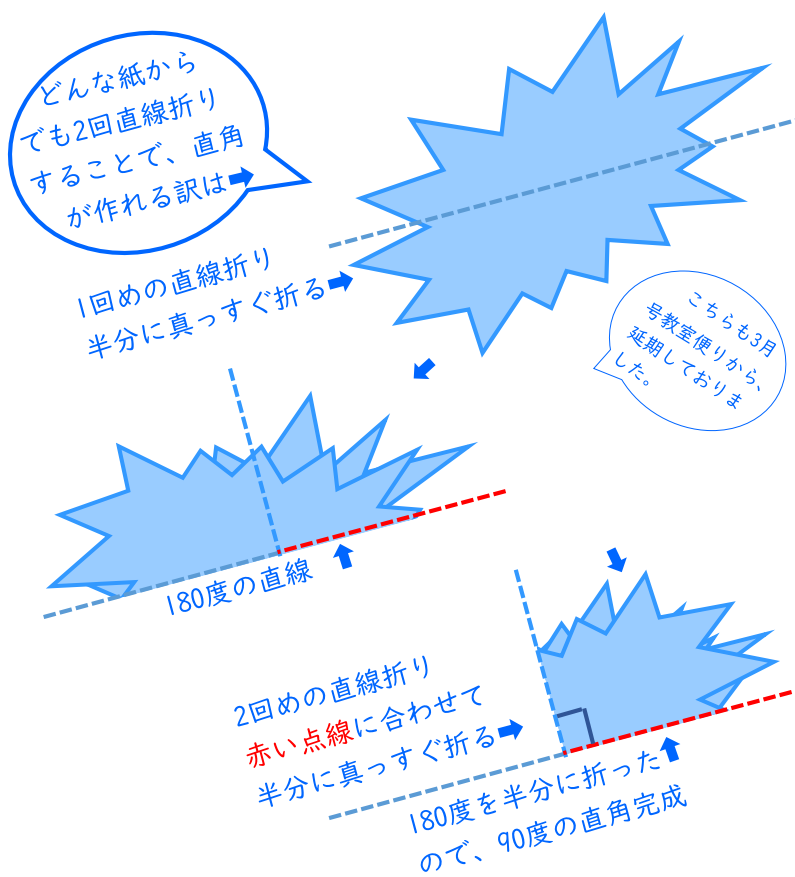 どんな紙から
でも2回直線折り
することで、直角
が作れる訳は
1回めの直線折り
半分に真っすぐ折る
こちらも3月
号教室便りから、
延期しておりま
した。
180度の直線
2回めの直線折り
赤い点線に合わせて
半分に真っすぐ折る
180度を半分に折った
ので、90度の直角完成